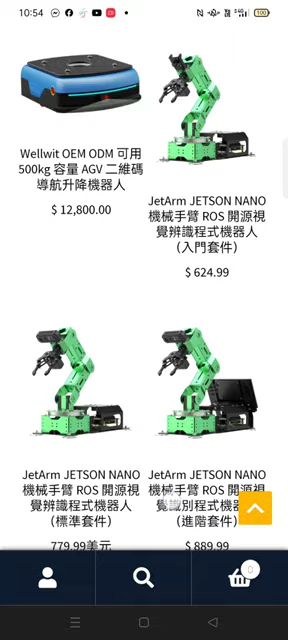 10:54
100
Wellwit OEM ODM 可用
500kg 容量 AGV 二維碼
導航升降機器人
$ 12,800.00
JetArm JETSON NANO
機械手臂 ROS 開源視
覺辨識程式機器人
（入門套件）
$ 624.99
JetArm JETSON NANO
機械手臂 ROS 開源視
覺辨識程式機器人
（標準套件）
779.99美元
JetArm JETSON NANO
機械手臂 ROS 開源視
覺 別程式機器人
（進階套件）
$ 889.99
0